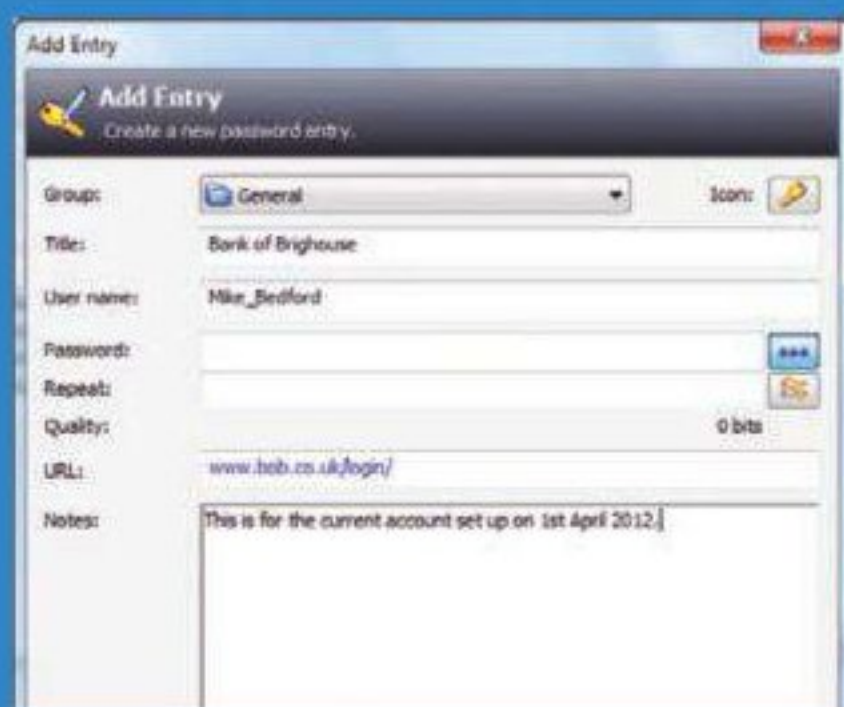 Add Entry
Add Entry
Create a new password entry.
Group: General Icon:
Title: Bank of Brighouse
User name: Mike_Bedford
Password:
Repeat:
Quality: 0 bits
URL: www.bob.co.uk/login/
Notes: This is for the current account set up on 1st April 2012.